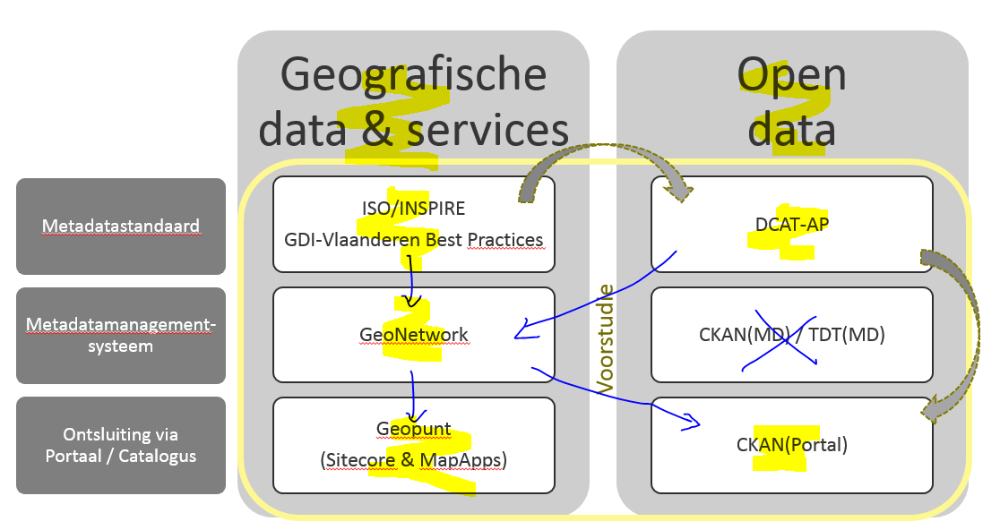 Geografische
data & services
Open
data
Metadatastandaard
ISO/INSPIRE
GDI-Vlaanderen Best Practices
DCAT-AP
Metadatamanagement-
systeem
GeoNetwork
Voorstudie
CKAN(MD) / TDT(MD)
Ontsluiting via
Portaal / Catalogus
Geopunt
(Sitecore & MapApps)
CKAN(Portal)